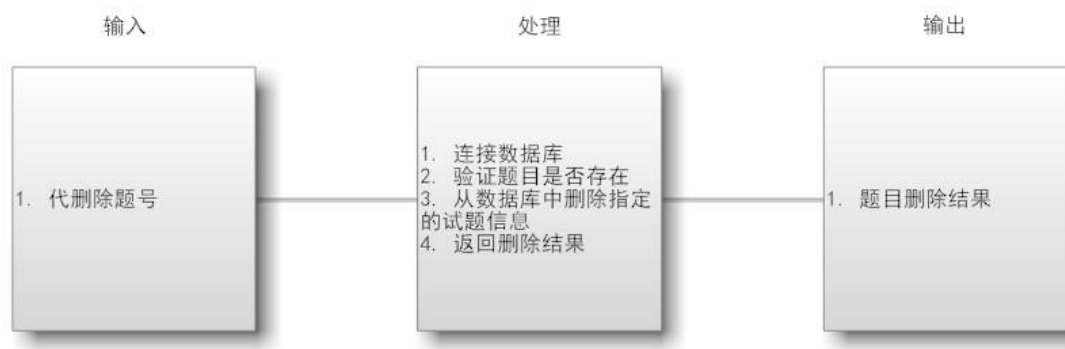 输入
处理
输出
1. 代删除题号
1. 连接数据库
2. 验证题目是否存在
3. 从数据库中删除指定
的试题信息
4. 返回删除结果
1. 题目删除结果